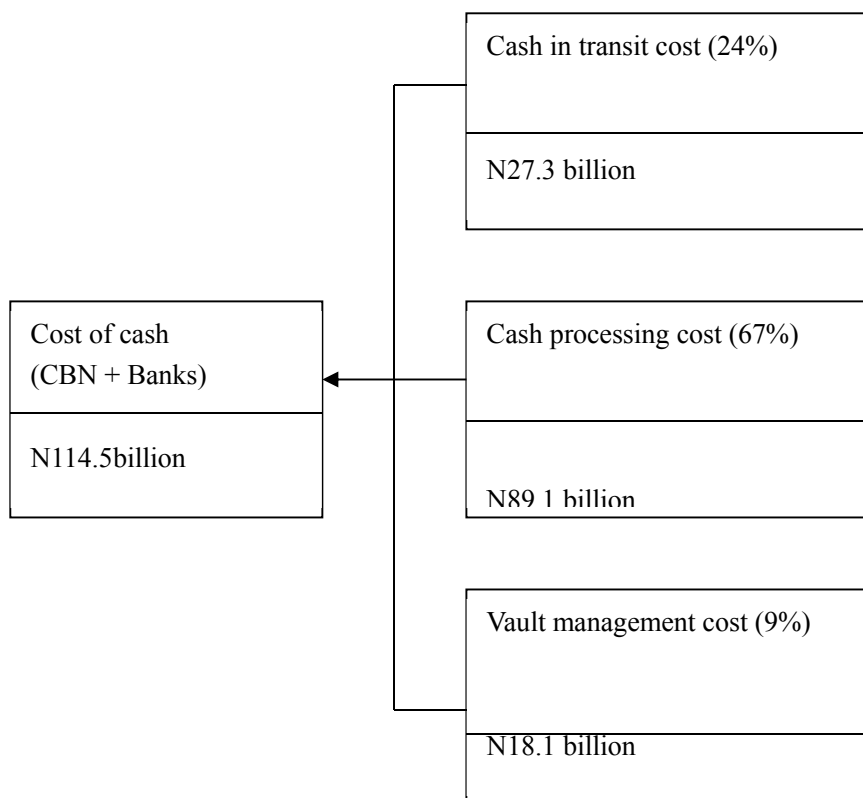 Cash in transit cost (24%)
N27.3 billion
Cost of cash
(CBN + Banks)
N114.5billion
Cash processing cost (67%)
N89.1 billion
Vault management cost (9%)
N18.1 billion